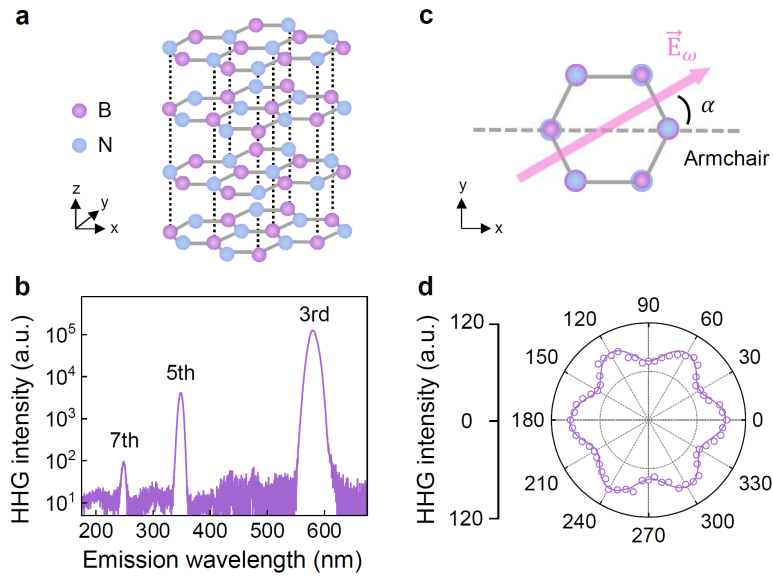 a
B
N
z
y
x
b
HHG intensity (a.u.)
10⁵
10⁴
10³
10²
10¹
3rd
5th
7th
200 300 400 500 600
Emission wavelength (nm)
c
E⃗ω
α
Armchair
y
x
d
HHG intensity (a.u.)
120
0
120
90
120 60
150 30
180 0
210 330
240 300
270